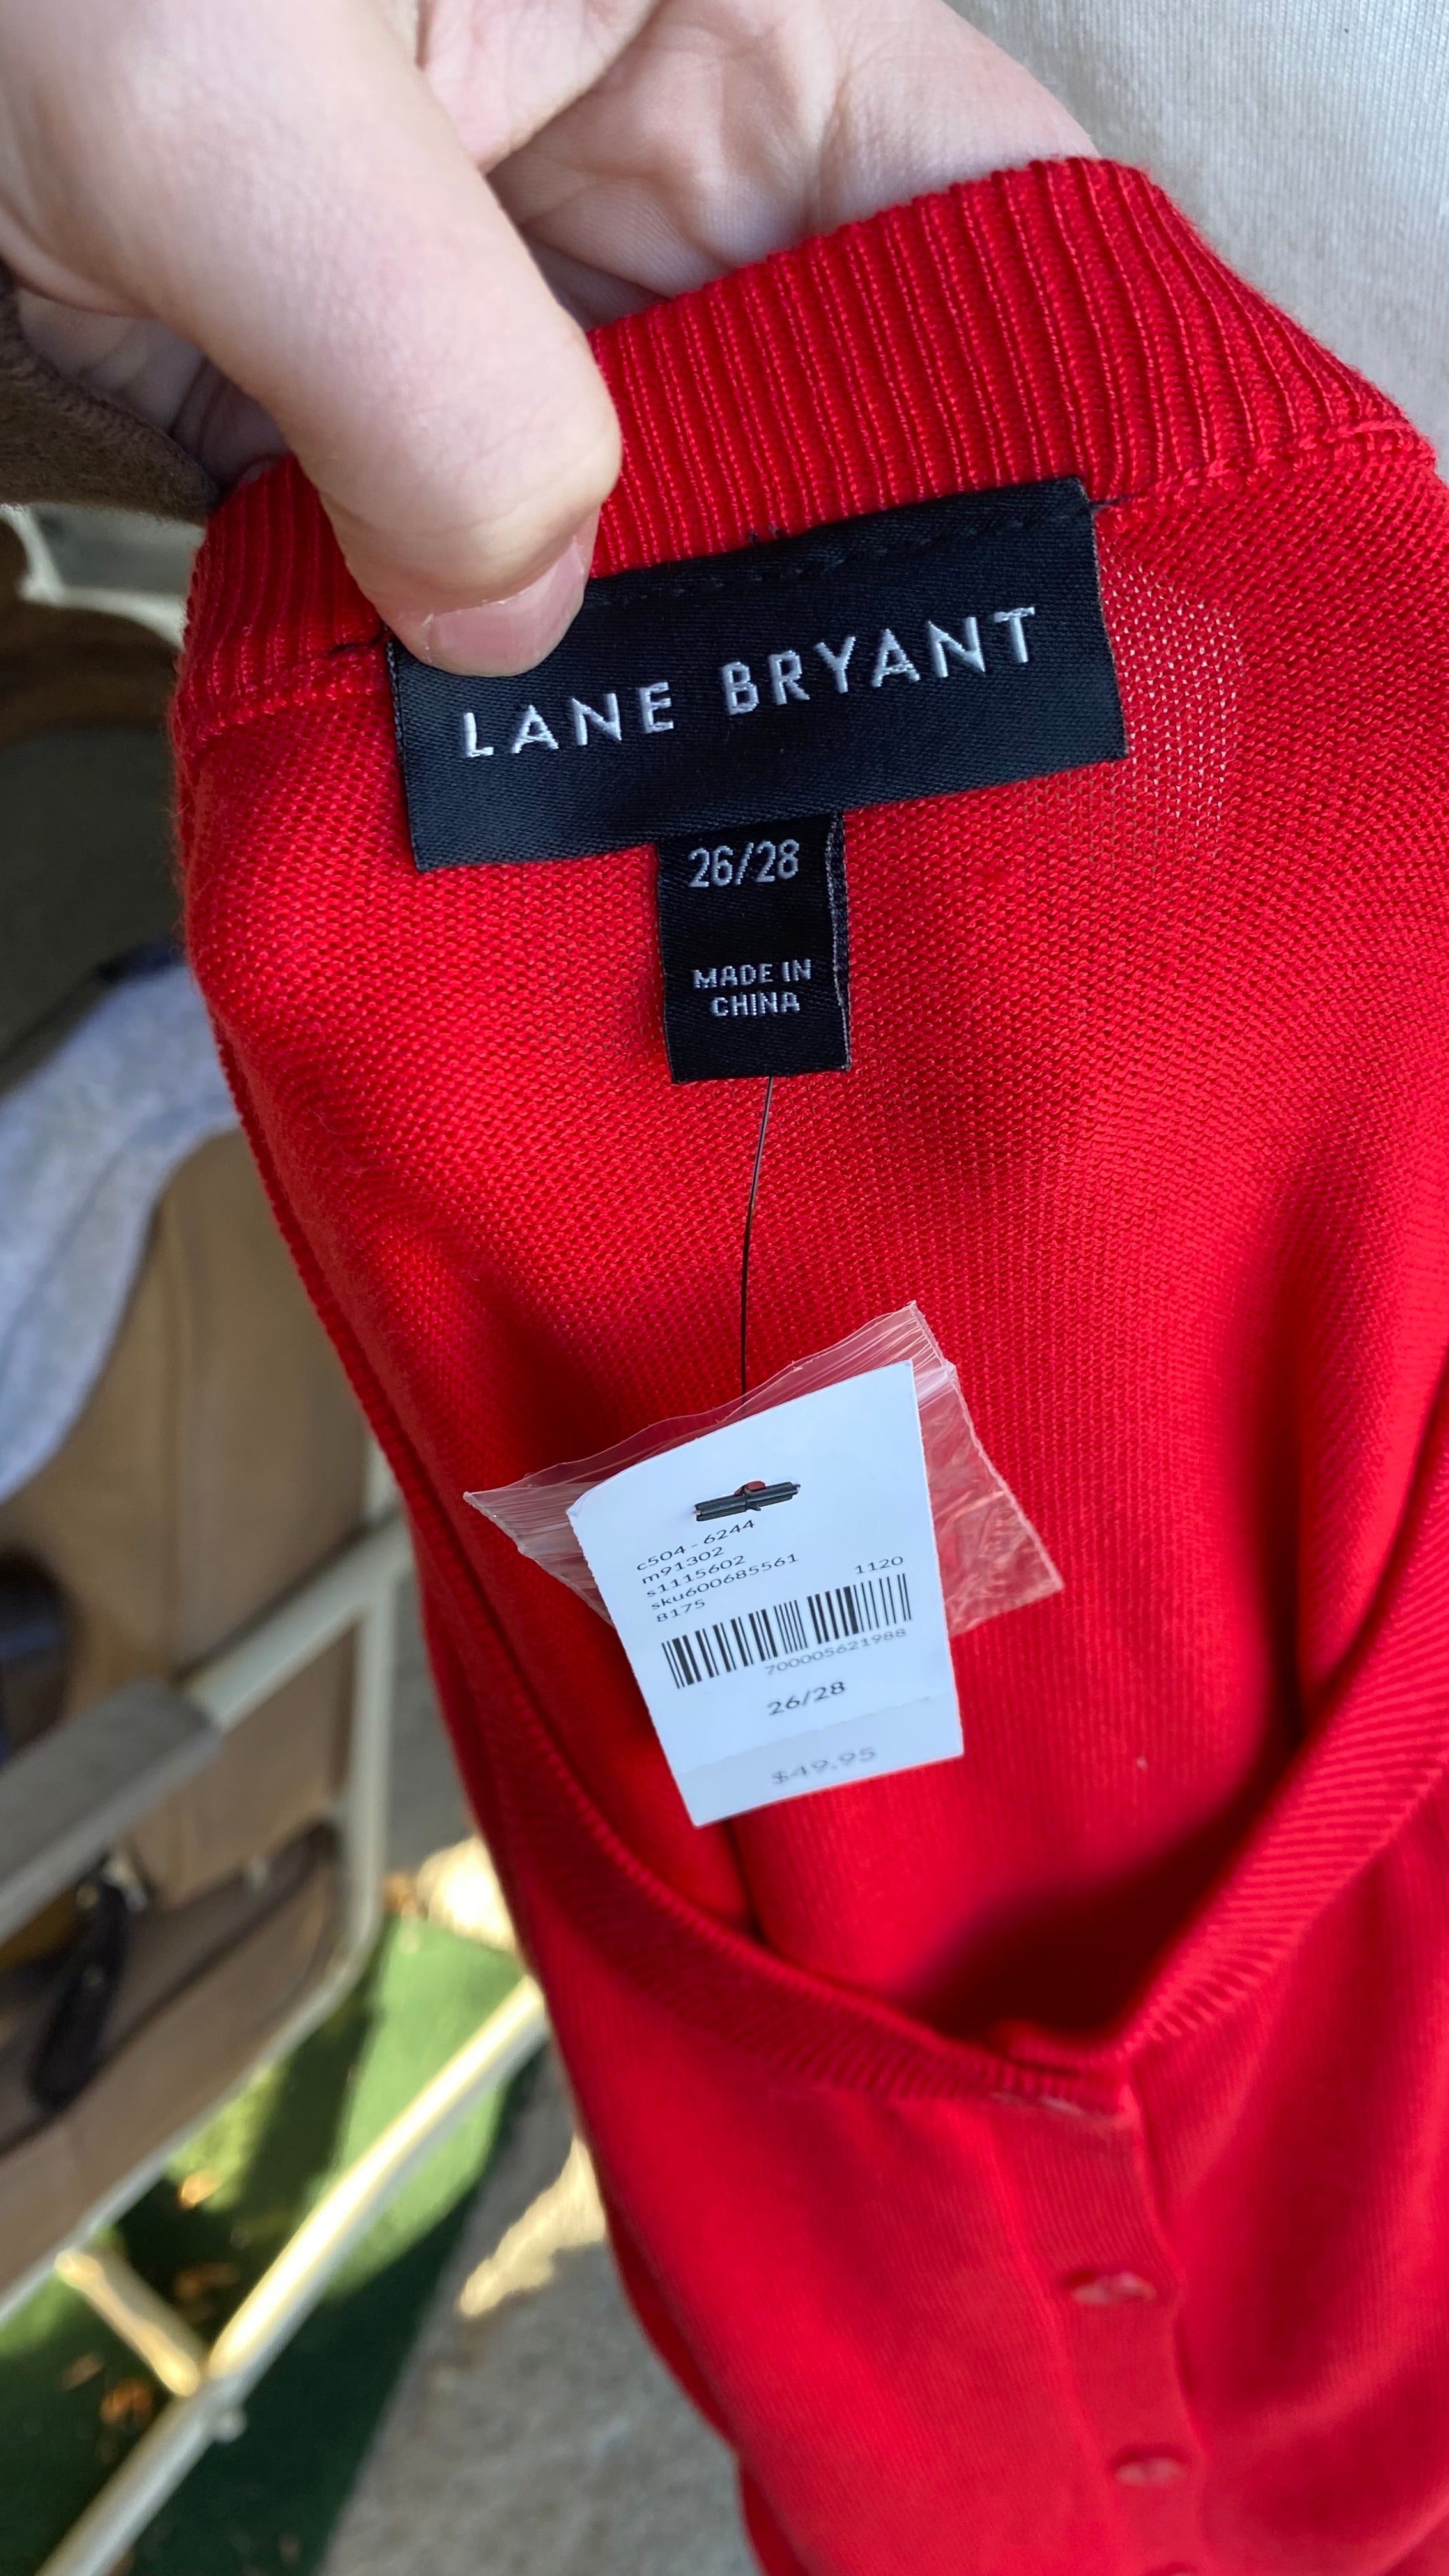 LANE BRYANT
26/28
MADE IN
CHINA
c504 - 6244
m91302
s1115602
sku600685561
8175
1120
700005621988
26/28
$49.95